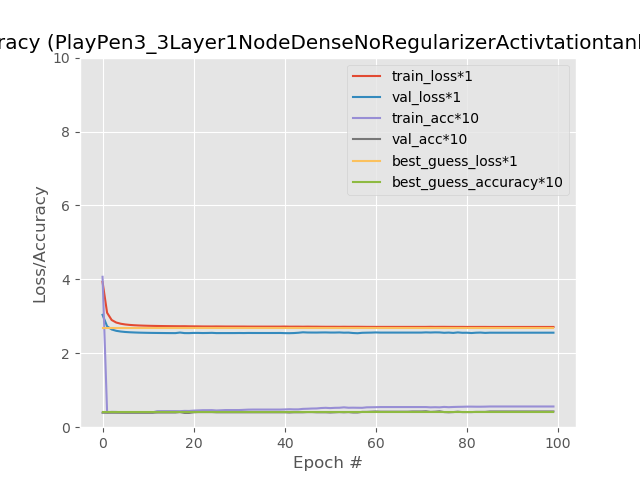 racy (PlayPen3_3Layer1NodeDenseNoRegularizerActivtationtanl
10
8
6
4
2
0
Loss/Accuracy
train_loss*1
val_loss*1
train_acc*10
val_acc*10
best_guess_loss*1
best_guess_accuracy*10
0 20 40 60 80 100
Epoch #